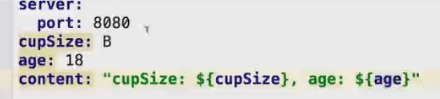 server:
  port: 8080
cupSize: B
age: 18
content: "cupSize: ${cupSize}, age: ${age}"